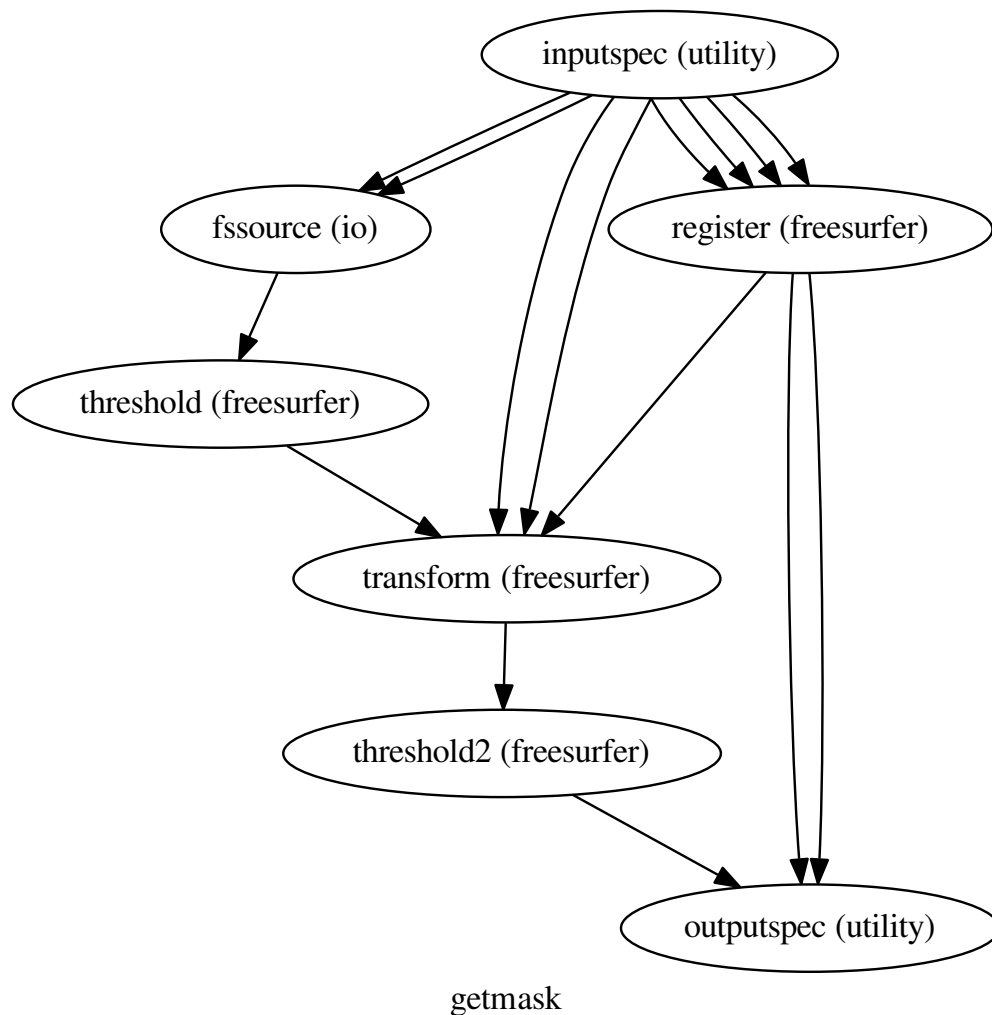 inputspec (utility)
fssource (io)
register (freesurfer)
threshold (freesurfer)
transform (freesurfer)
threshold2 (freesurfer)
outputspec (utility)
getmask